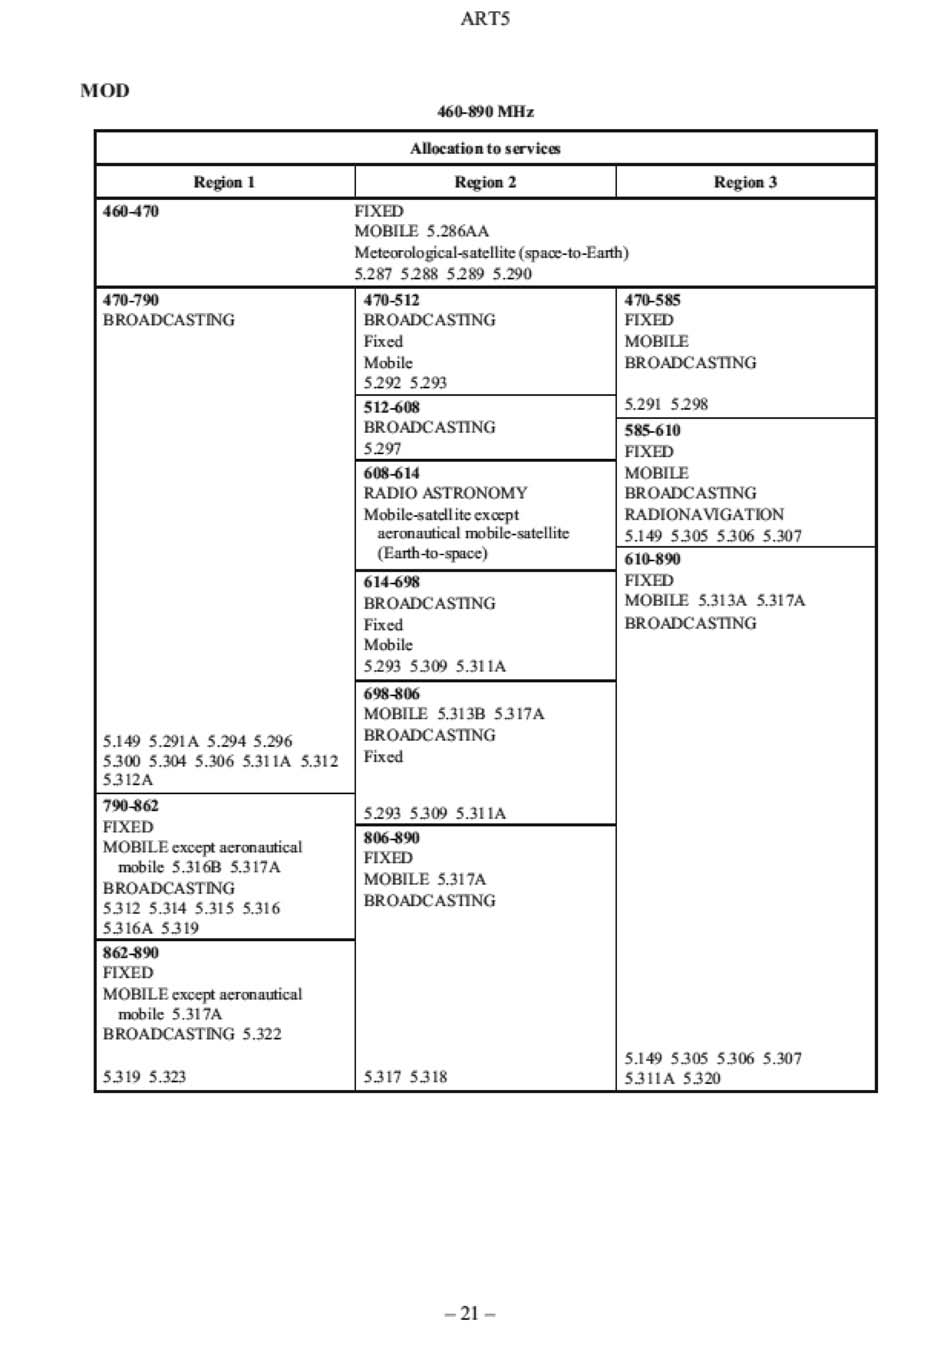 ART5
MOD
460-890 MHz
Allocation to services
Region 1
Region 2
Region 3
460-470
FIXED
MOBILE 5.286AA
Meteorological-satellite (space-to-Earth)
5.287 5.288 5.289 5.290
470-790
BROADCASTING
5.149 5.291A 5.294 5.296
5.300 5.304 5.306 5.311A 5.312
5.312A
790-862
FIXED
MOBILE except aeronautical
mobile 5.316B 5.317A
BROADCASTING
5.312 5.314 5.315 5.316
5.316A 5.319
862-890
FIXED
MOBILE except aeronautical
mobile 5.317A
BROADCASTING 5.322
5.319 5.323
470-512
BROADCASTING
Fixed
Mobile
5.292 5.293
512-608
BROADCASTING
5.297
608-614
RADIO ASTRONOMY
Mobile-satellite except
aeronautical mobile-satellite
(Earth-to-space)
614-698
BROADCASTING
Fixed
Mobile
5.293 5.309 5.311A
698-806
MOBILE 5.313B 5.317A
BROADCASTING
Fixed
5.293 5.309 5.311A
806-890
FIXED
MOBILE 5.317A
BROADCASTING
5.317 5.318
470-585
FIXED
MOBILE
BROADCASTING
5.291 5.298
585-610
FIXED
MOBILE
BROADCASTING
RADIONAVIGATION
5.149 5.305 5.306 5.307
610-890
FIXED
MOBILE 5.313A 5.317A
BROADCASTING
5.149 5.305 5.306 5.307
5.311A 5.320
– 21 –